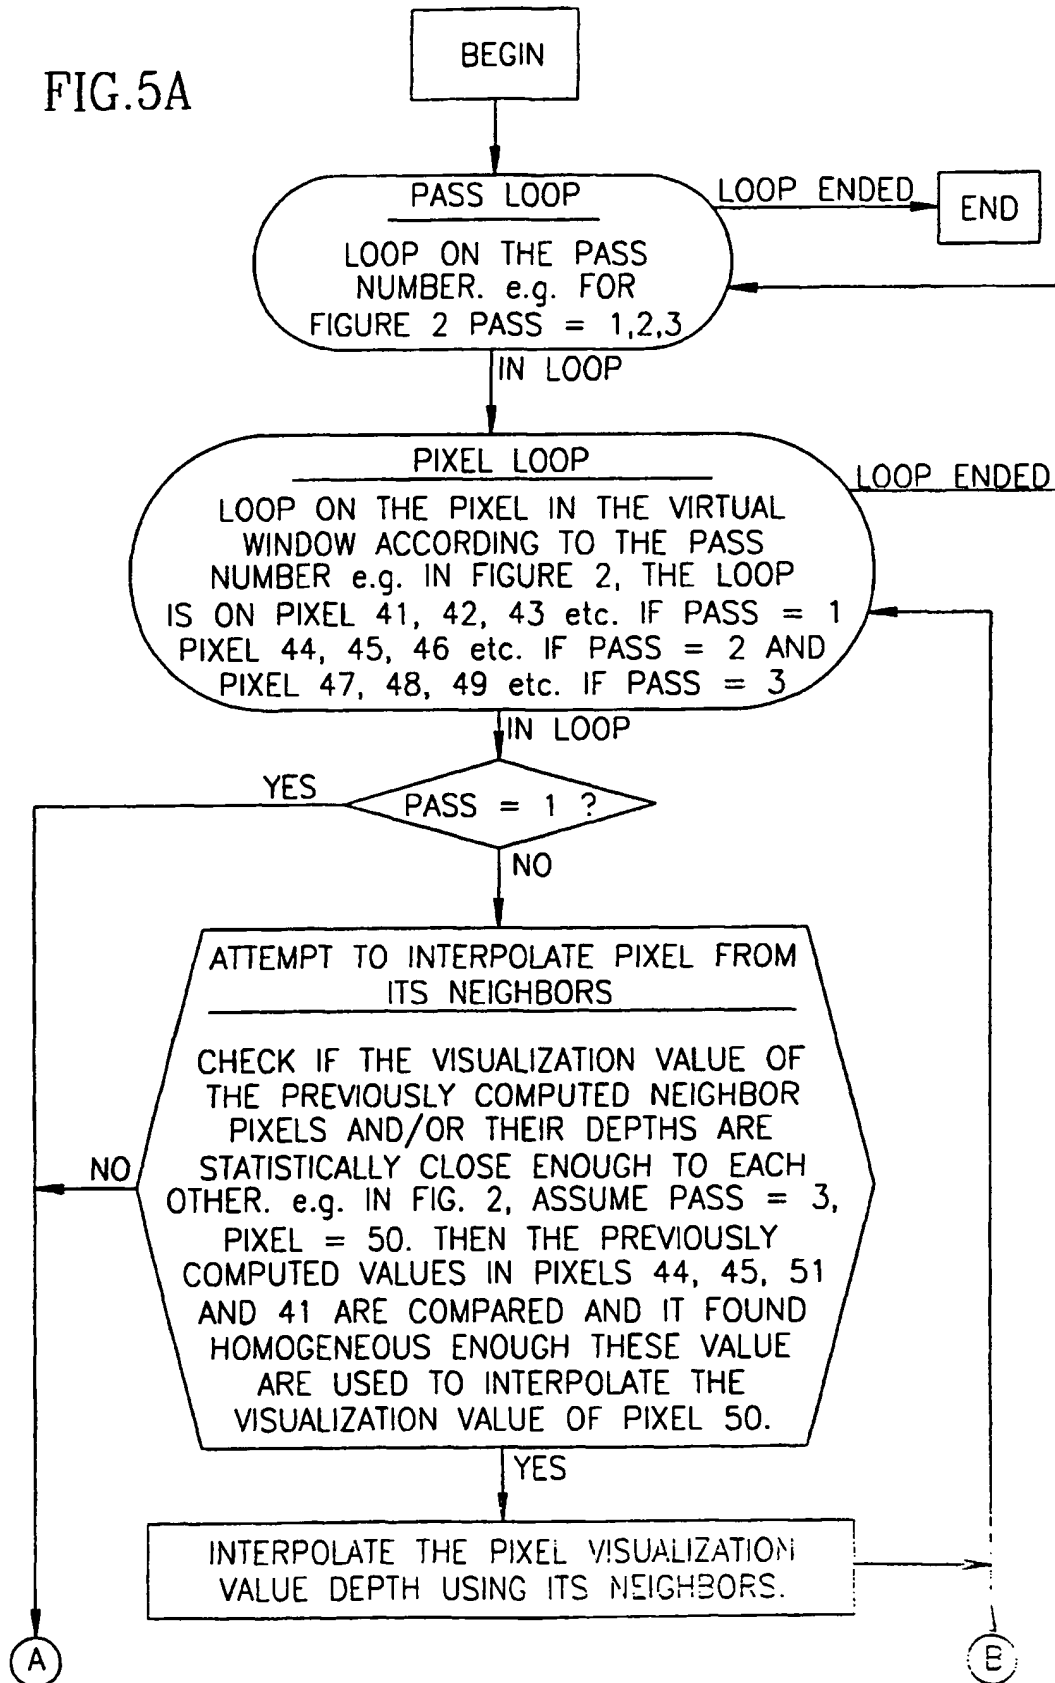 FIG.5A
BEGIN
PASS LOOP
LOOP ON THE PASS
NUMBER. e.g. FOR
FIGURE 2 PASS = 1,2,3
LOOP ENDED
END
IN LOOP
PIXEL LOOP
LOOP ON THE PIXEL IN THE VIRTUAL
WINDOW ACCORDING TO THE PASS
NUMBER e.g. IN FIGURE 2, THE LOOP
IS ON PIXEL 41, 42, 43 etc. IF PASS = 1
PIXEL 44, 45, 46 etc. IF PASS = 2 AND
PIXEL 47, 48, 49 etc. IF PASS = 3
LOOP ENDED
IN LOOP
YES
PASS = 1 ?
NO
ATTEMPT TO INTERPOLATE PIXEL FROM
ITS NEIGHBORS
CHECK IF THE VISUALIZATION VALUE OF
THE PREVIOUSLY COMPUTED NEIGHBOR
PIXELS AND/OR THEIR DEPTHS ARE
STATISTICALLY CLOSE ENOUGH TO EACH
OTHER. e.g. IN FIG. 2, ASSUME PASS = 3,
PIXEL = 50. THEN THE PREVIOUSLY
COMPUTED VALUES IN PIXELS 44, 45, 51
AND 41 ARE COMPARED AND IT FOUND
HOMOGENEOUS ENOUGH THESE VALUE
ARE USED TO INTERPOLATE THE
VISUALIZATION VALUE OF PIXEL 50.
NO
YES
INTERPOLATE THE PIXEL VISUALIZATION
VALUE DEPTH USING ITS NEIGHBORS.
A
B